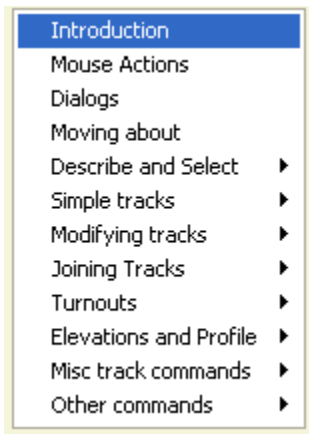 Introduction
Mouse Actions
Dialogs
Moving about
Describe and Select
Simple tracks
Modifying tracks
Joining Tracks
Turnouts
Elevations and Profile
Misc track commands
Other commands